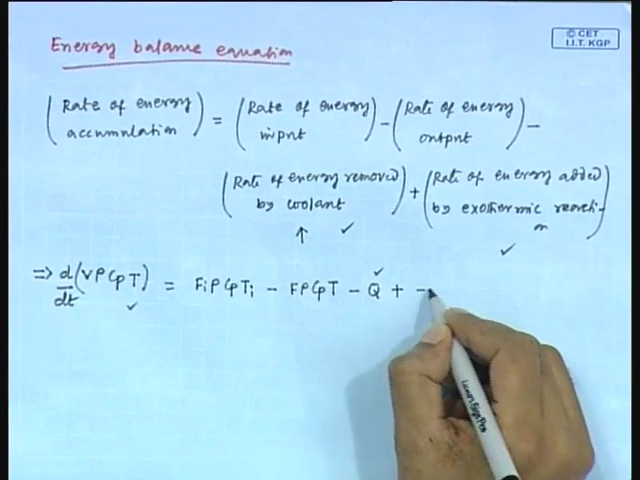 Energy balance equation
© CET
I.I.T. KGP
(Rate of energy accumulation) = (Rate of energy input) - (Rate of energy output) -
(Rate of energy removed by coolant) + (Rate of energy added by exothermic reaction)
↑ ✓ ✓
=> d/dt (VρCpT) = FiρCpTi - FρCpT - Q + -
✓ ✓